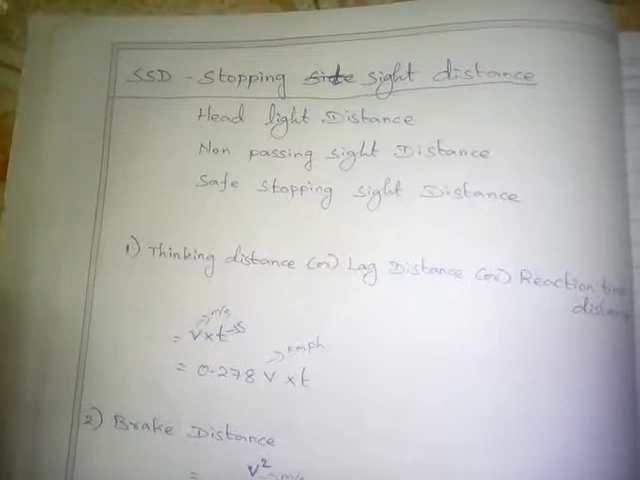 SSD - Stopping side sight distance
Head light Distance
Non passing sight Distance
Safe stopping sight Distance
1) Thinking distance (or) Lag Distance (or) Reaction time
distance
→ m/s
= v x t → s
→ kmph
= 0.278 V x t
2) Brake Distance
= v²
→ m/s